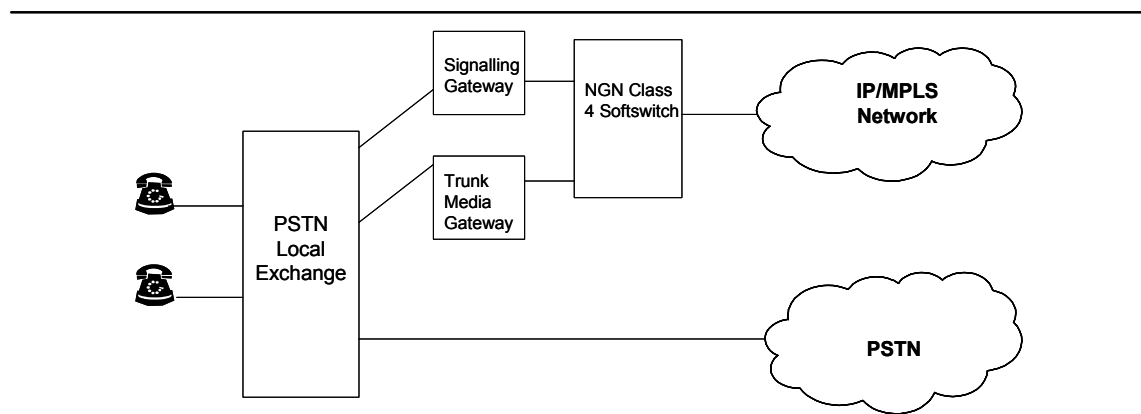 Signalling
Gateway
NGN Class
4 Softswitch
IP/MPLS
Network
Trunk
Media
Gateway
PSTN
Local
Exchange
PSTN